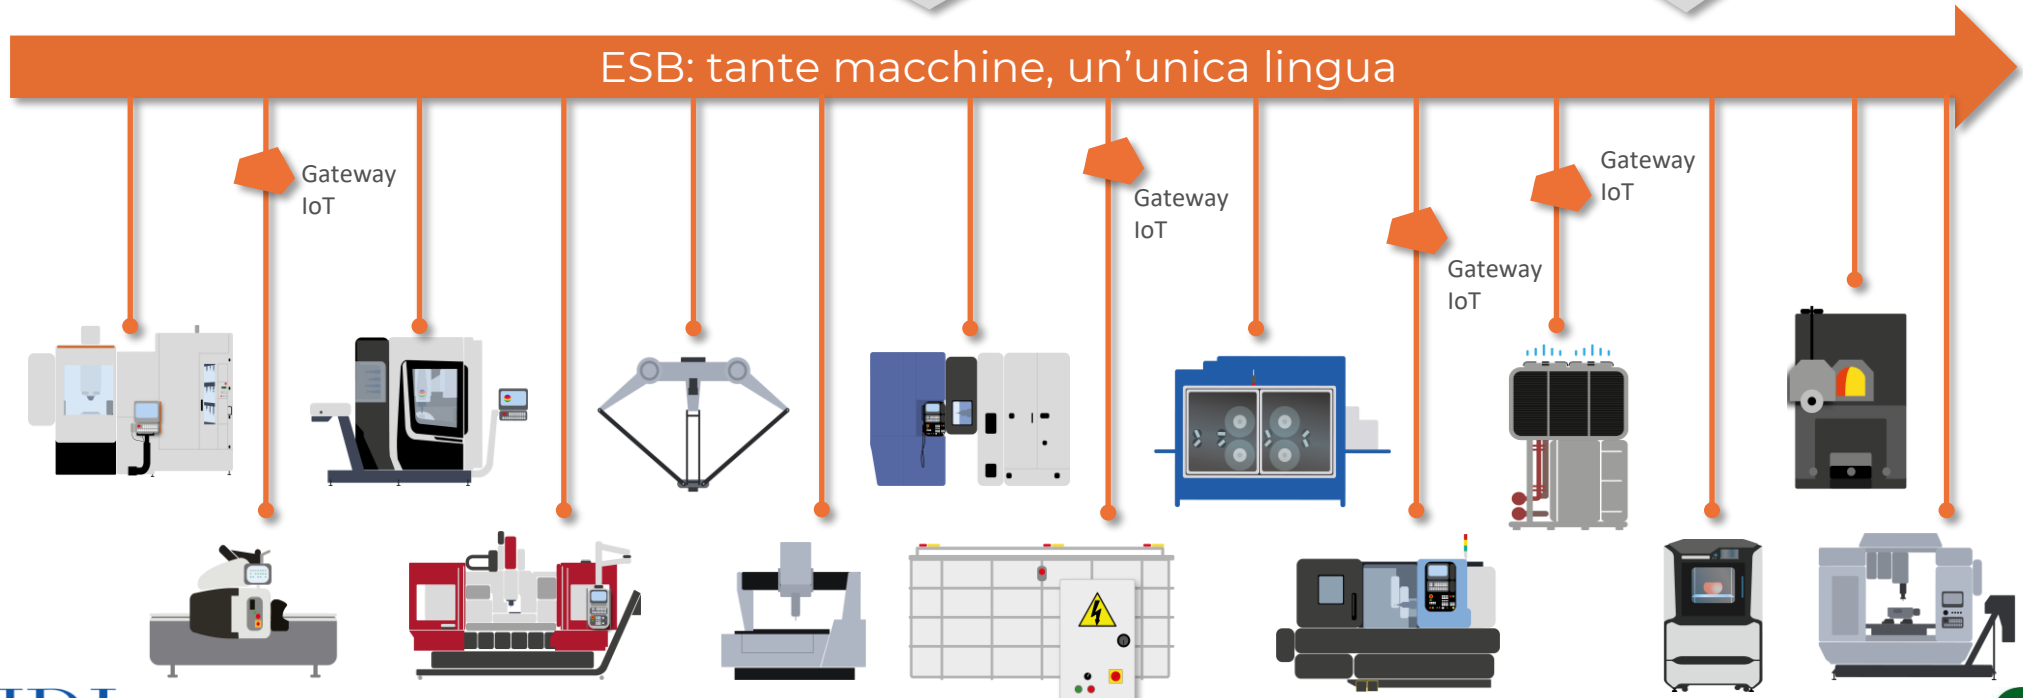 ESB: tante macchine, un'unica lingua
Gateway
IoT
Gateway
IoT
Gateway
IoT
Gateway
IoT